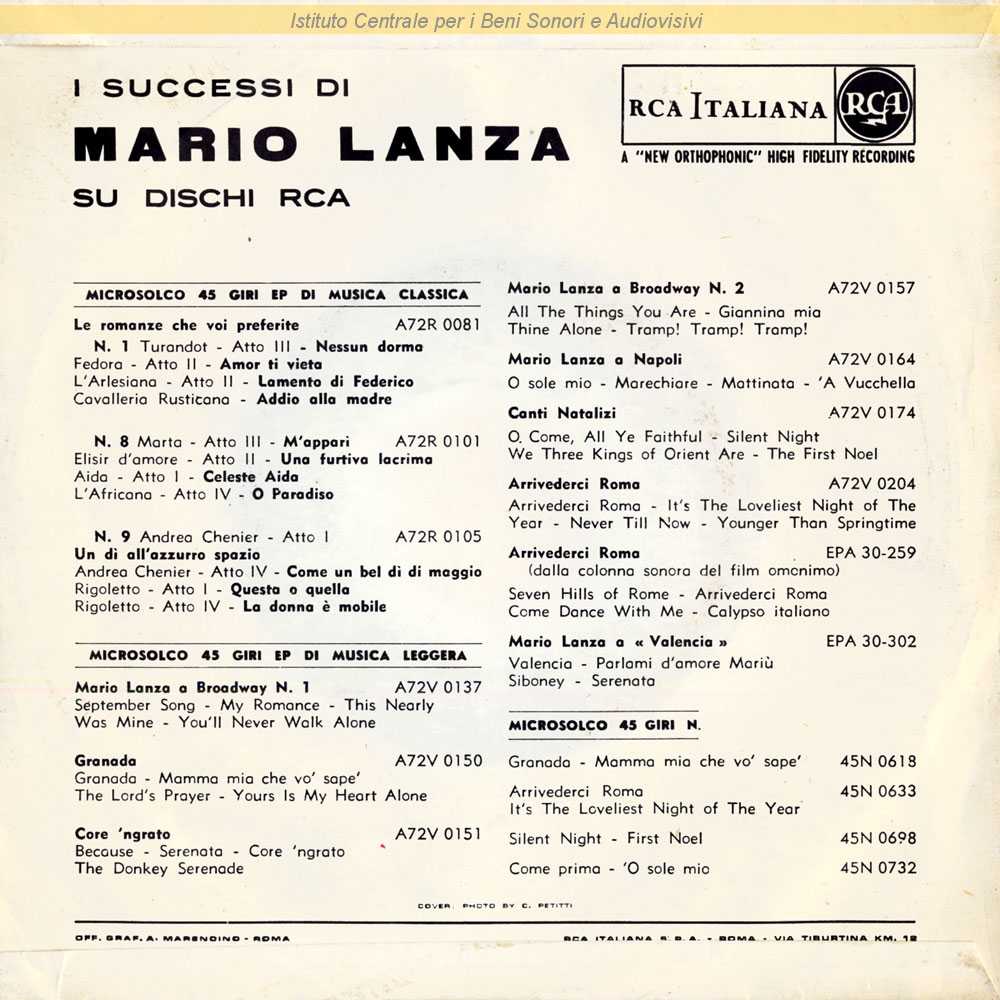 Istituto Centrale per i Beni Sonori e Audiovisivi
I SUCCESSI DI
MARIO LANZA
SU DISCHI RCA
RCA ITALIANA
RCA
A "NEW ORTHOPHONIC" HIGH FIDELITY RECORDING
MICROSOLCO 45 GIRI EP DI MUSICA CLASSICA
Le romanze che voi preferite A72R 0081
N. 1 Turandot - Atto III - Nessun dorma
Fedora - Atto II - Amor ti vieta
L'Arlesiana - Atto II - Lamento di Federico
Cavalleria Rusticana - Addio alla madre
N. 8 Marta - Atto III - M'appari A72R 0101
Elisir d'amore - Atto II - Una furtiva lacrima
Aida - Atto I - Celeste Aida
L'Africana - Atto IV - O Paradiso
N. 9 Andrea Chenier - Atto I A72R 0105
Un dì all'azzurro spazio
Andrea Chenier - Atto IV - Come un bel dì di maggio
Rigoletto - Atto I - Questa o quella
Rigoletto - Atto IV - La donna è mobile
MICROSOLCO 45 GIRI EP DI MUSICA LEGGERA
Mario Lanza a Broadway N. 1 A72V 0137
September Song - My Romance - This Nearly
Was Mine - You'll Never Walk Alone
Granada A72V 0150
Granada - Mamma mia che vo' sape'
The Lord's Prayer - Yours Is My Heart Alone
Core 'ngrato A72V 0151
Because - Serenata - Core 'ngrato
The Donkey Serenade
Mario Lanza a Broadway N. 2 A72V 0157
All The Things You Are - Giannina mia
Thine Alone - Tramp! Tramp! Tramp!
Mario Lanza a Napoli A72V 0164
O sole mio - Marechiare - Mattinata - 'A Vucchella
Canti Natalizi A72V 0174
O, Come, All Ye Faithful - Silent Night
We Three Kings of Orient Are - The First Noel
Arrivederci Roma A72V 0204
Arrivederci Roma - It's The Loveliest Night of The
Year - Never Till Now - Younger Than Springtime
Arrivederci Roma EPA 30-259
(dalla colonna sonora del film omonimo)
Seven Hills of Rome - Arrivederci Roma
Come Dance With Me - Calypso italiano
Mario Lanza a « Valencia » EPA 30-302
Valencia - Parlami d'amore Mariù
Siboney - Serenata
MICROSOLCO 45 GIRI N.
Granada - Mamma mia che vo' sape' 45N 0618
Arrivederci Roma 45N 0633
It's The Loveliest Night of The Year
Silent Night - First Noel 45N 0698
Come prima - 'O sole mio 45N 0732
COVER: PHOTO BY C. PETITTI
OFF. GRAF. A. MARENDINO - ROMA
RCA ITALIANA S.P.A. - ROMA - VIA TIBURTINA KM. 12